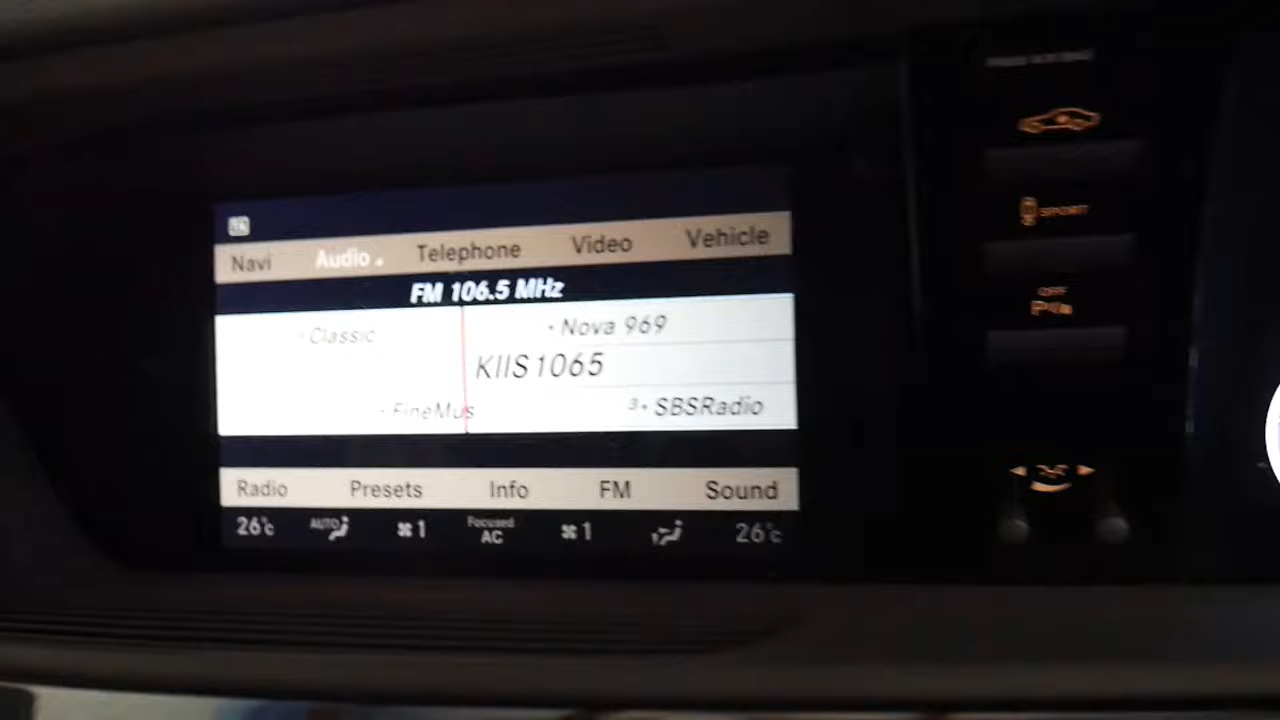 Navi Audio Telephone Video Vehicle
FM 106.5 MHz
Classic
• Nova 969
KIIS1065
FineMus
3• SBSRadio
Radio Presets Info FM Sound
26°c AUTO 1 Focused AC 1 26°c
SPORT
OFF